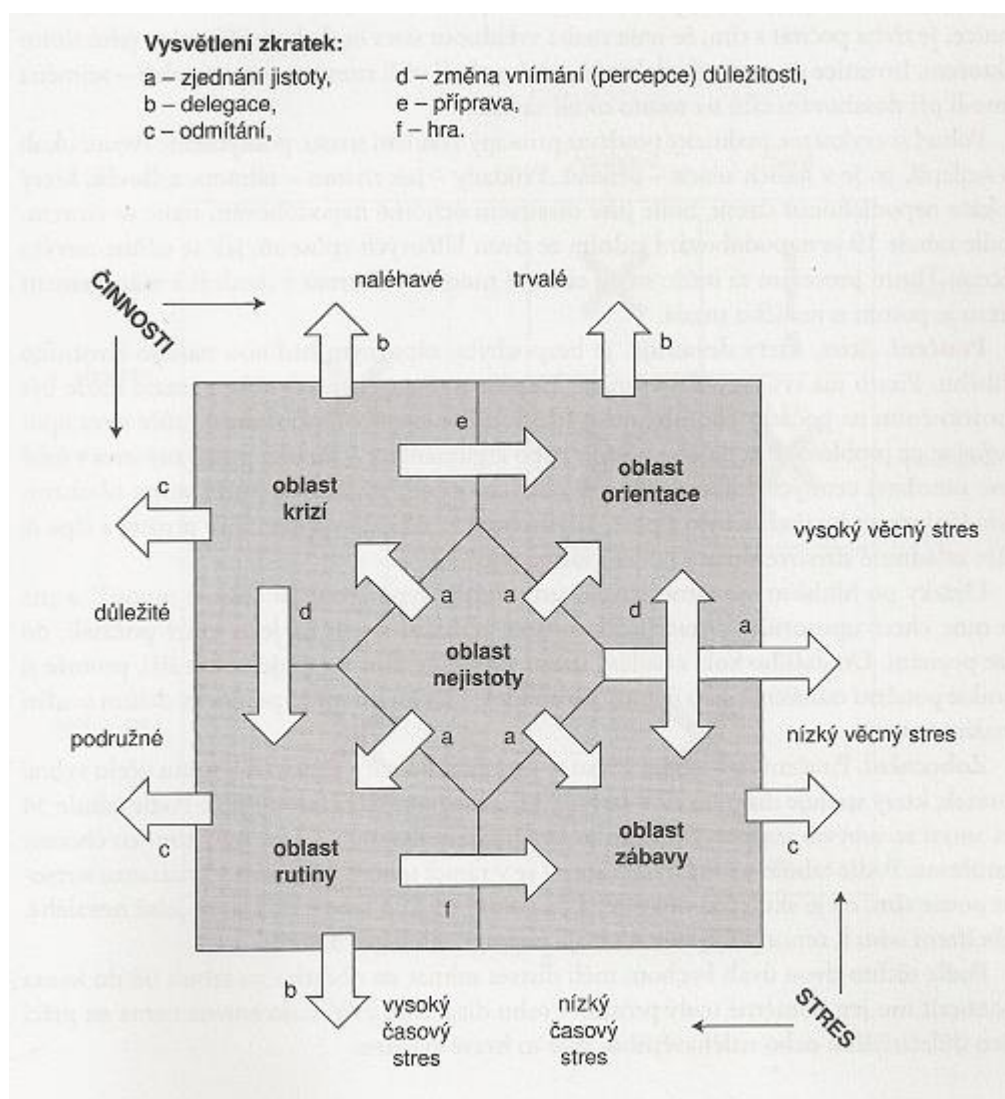 Vysvětlení zkratek:
a – zjednání jistoty,
b – delegace,
c – odmítání,
d – změna vnímání (percepce) důležitosti,
e – příprava,
f – hra.
ČINNOSTI
naléhavé
trvalé
b
b
e
oblast
krizí
oblast
orientace
c
vysoký věcný stres
důležité
d
a
a
d
a
oblast
nejistoty
podružné
a
a
nízký věcný stres
c
oblast
rutiny
oblast
zábavy
c
f
b
vysoký
časový
stres
nízký
časový
stres
STRES